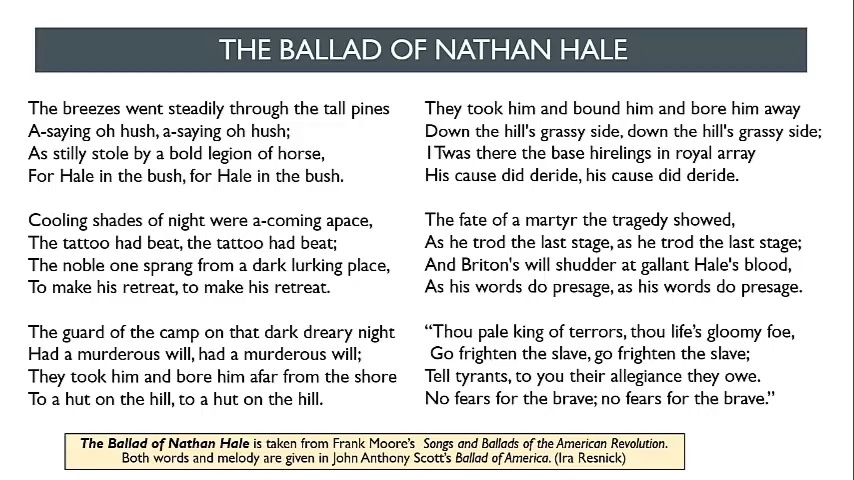 THE BALLAD OF NATHAN HALE
The breezes went steadily through the tall pines
A-saying oh hush, a-saying oh hush;
As stilly stole by a bold legion of horse,
For Hale in the bush, for Hale in the bush.
Cooling shades of night were a-coming apace,
The tattoo had beat, the tattoo had beat;
The noble one sprang from a dark lurking place,
To make his retreat, to make his retreat.
The guard of the camp on that dark dreary night
Had a murderous will, had a murderous will;
They took him and bore him afar from the shore
To a hut on the hill, to a hut on the hill.
They took him and bound him and bore him away
Down the hill's grassy side, down the hill's grassy side;
1Twas there the base hirelings in royal array
His cause did deride, his cause did deride.
The fate of a martyr the tragedy showed,
As he trod the last stage, as he trod the last stage;
And Briton's will shudder at gallant Hale's blood,
As his words do presage, as his words do presage.
“Thou pale king of terrors, thou life’s gloomy foe,
Go frighten the slave, go frighten the slave;
Tell tyrants, to you their allegiance they owe.
No fears for the brave; no fears for the brave.”
The Ballad of Nathan Hale is taken from Frank Moore’s Songs and Ballads of the American Revolution.
Both words and melody are given in John Anthony Scott’s Ballad of America. (Ira Resnick)